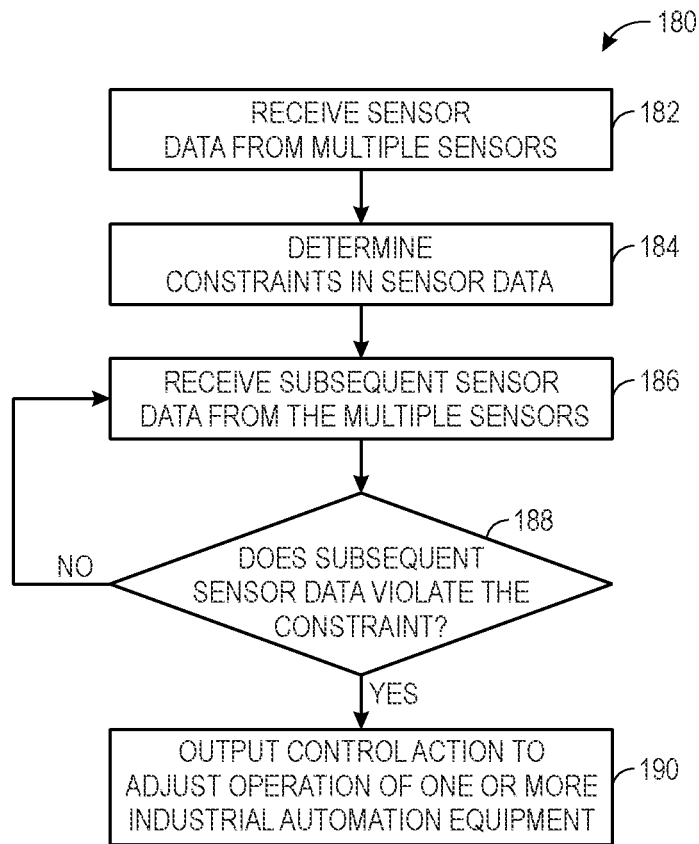 180
RECEIVE SENSOR
DATA FROM MULTIPLE SENSORS
182
DETERMINE
CONSTRAINTS IN SENSOR DATA
184
RECEIVE SUBSEQUENT SENSOR
DATA FROM THE MULTIPLE SENSORS
186
188
DOES SUBSEQUENT
SENSOR DATA VIOLATE THE
CONSTRAINT?
NO
YES
OUTPUT CONTROL ACTION TO
ADJUST OPERATION OF ONE OR MORE
INDUSTRIAL AUTOMATION EQUIPMENT
190